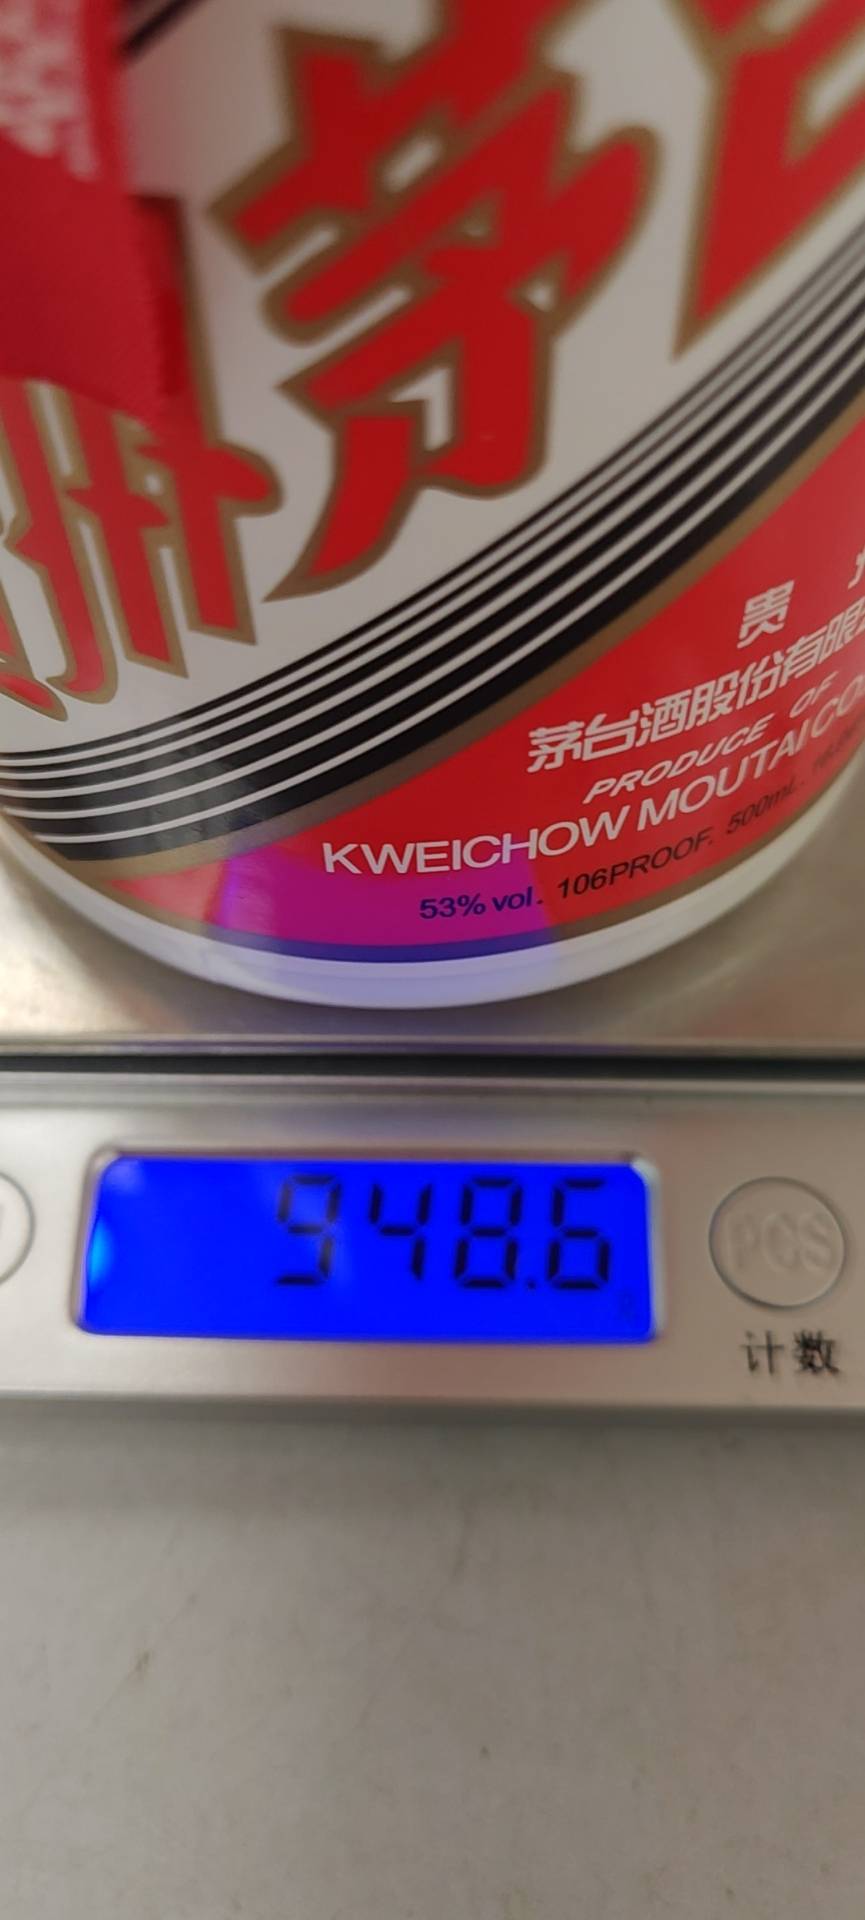 茅
贵
茅台酒股份有限
PRODUCE OF
KWEICHOW MOUTAI CO
53% vol. 106PROOF. 500mL.
948.6
PCS
计数